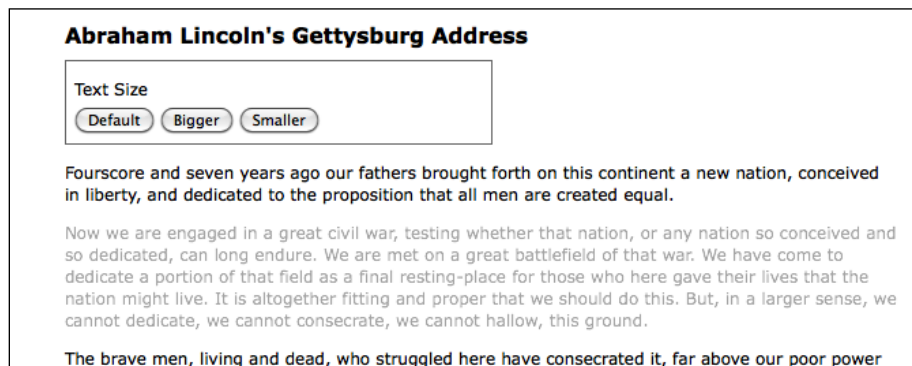 Abraham Lincoln's Gettysburg Address
Text Size
Default Bigger Smaller
Fourscore and seven years ago our fathers brought forth on this continent a new nation, conceived
in liberty, and dedicated to the proposition that all men are created equal.
Now we are engaged in a great civil war, testing whether that nation, or any nation so conceived and
so dedicated, can long endure. We are met on a great battlefield of that war. We have come to
dedicate a portion of that field as a final resting-place for those who here gave their lives that the
nation might live. It is altogether fitting and proper that we should do this. But, in a larger sense, we
cannot dedicate, we cannot consecrate, we cannot hallow, this ground.
The brave men, living and dead, who struggled here have consecrated it, far above our poor power